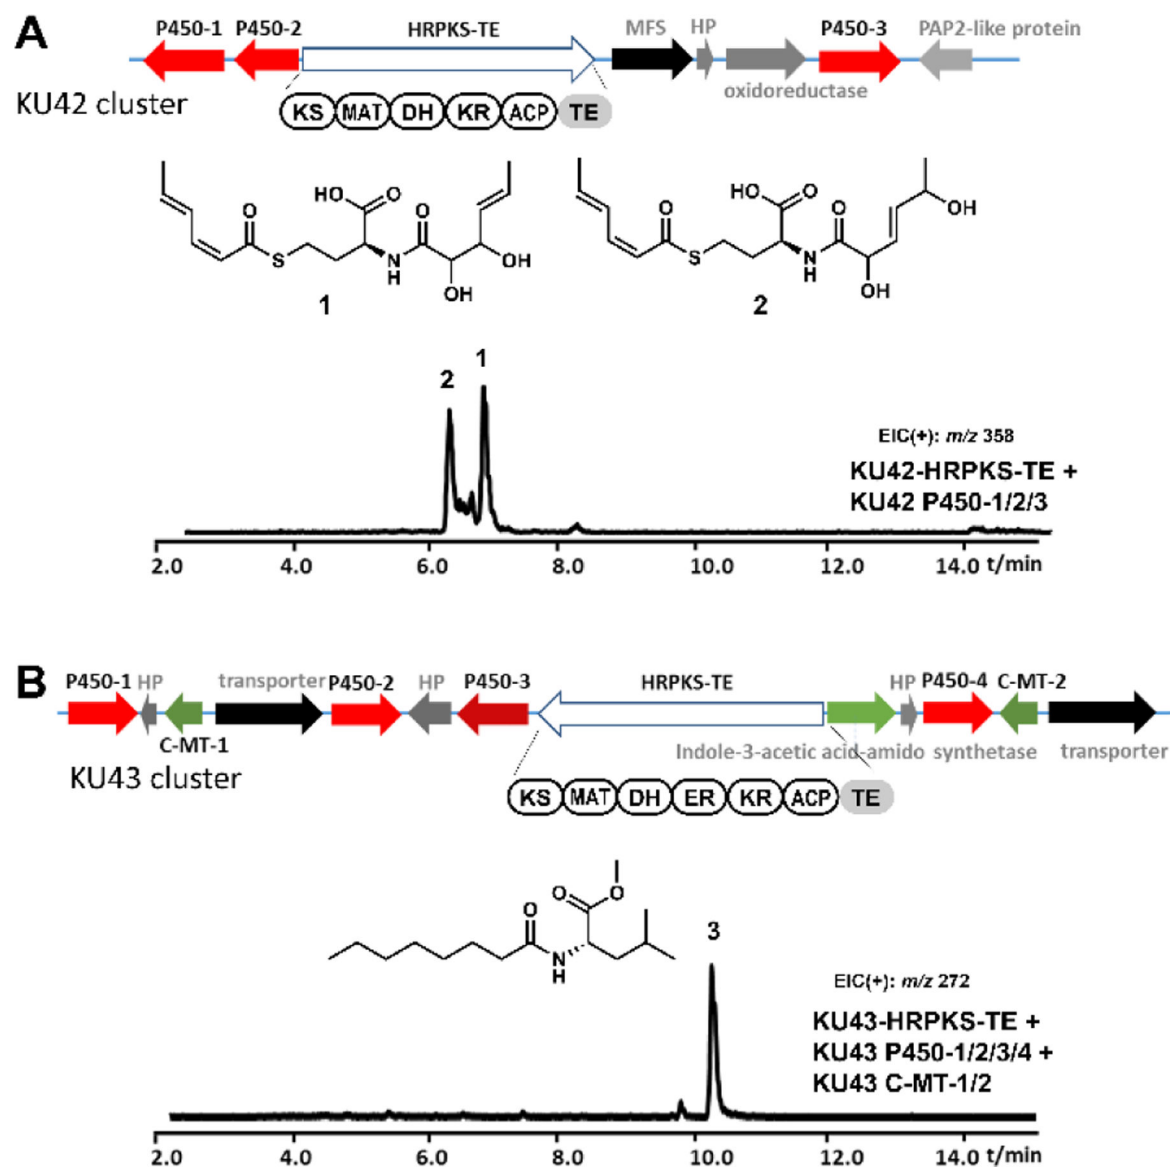 A
P450-1 P450-2 HRPKS-TE MFS HP P450-3 PAP2-like protein
oxidoreductase
KU42 cluster
KS MAT DH KR ACP TE
HO O O O S N H OH OH
1
HO O O O S N H OH OH
2
2 1
EIC(+): m/z 358
KU42-HRPKS-TE +
KU42 P450-1/2/3
2.0 4.0 6.0 8.0 10.0 12.0 14.0 t/min
B
P450-1 HP transporter P450-2 HP P450-3 HRPKS-TE HP P450-4 C-MT-2
C-MT-1 Indole-3-acetic acid-amido synthetase transporter
KU43 cluster
KS MAT DH ER KR ACP TE
O O O N H
3
EIC(+): m/z 272
KU43-HRPKS-TE +
KU43 P450-1/2/3/4 +
KU43 C-MT-1/2
2.0 4.0 6.0 8.0 10.0 12.0 14.0 t/min